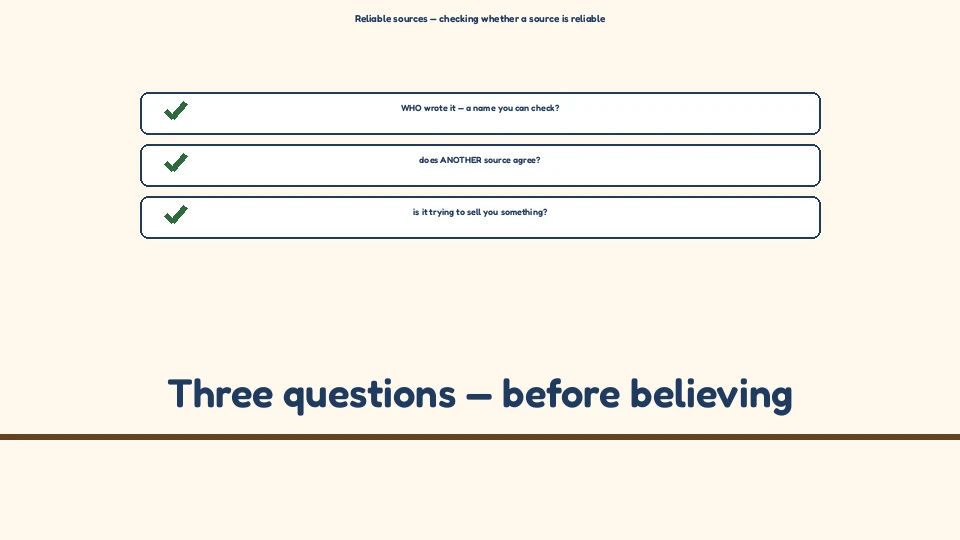 Reliable sources — checking whether a source is reliable
WHO wrote it — a name you can check?
does ANOTHER source agree?
is it trying to sell you something?
Three questions — before believing